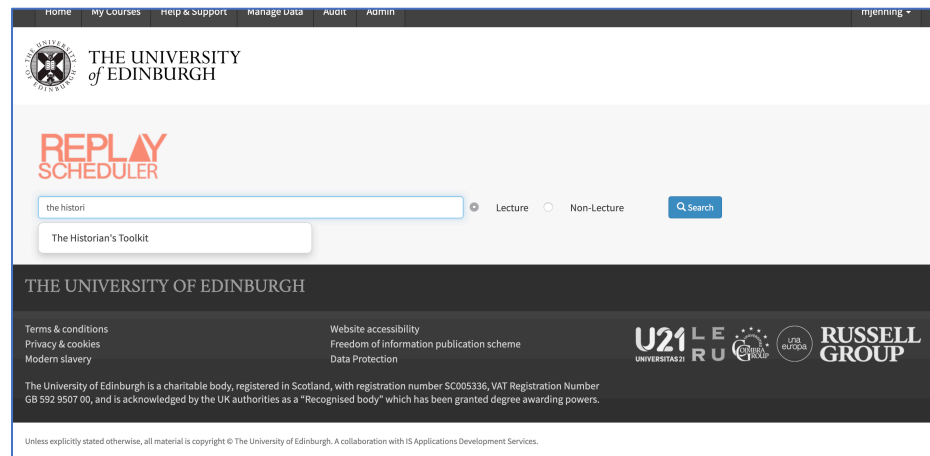 Home My Courses Help & Support Manage Data Audit Admin mjenning
THE UNIVERSITY
of EDINBURGH
REPLAY
SCHEDULER
the histori Lecture Non-Lecture Search
The Historian's Toolkit
THE UNIVERSITY OF EDINBURGH
Terms & conditions Website accessibility
Privacy & cookies Freedom of information publication scheme
Modern slavery Data Protection
U21 LE RU COIMBRA GROUP una europa RUSSELL GROUP
UNIVERSITAS 21
The University of Edinburgh is a charitable body, registered in Scotland, with registration number SC005336, VAT Registration Number
GB 592 9507 00, and is acknowledged by the UK authorities as a “Recognised body” which has been granted degree awarding powers.
Unless explicitly stated otherwise, all material is copyright © The University of Edinburgh. A collaboration with IS Applications Development Services.